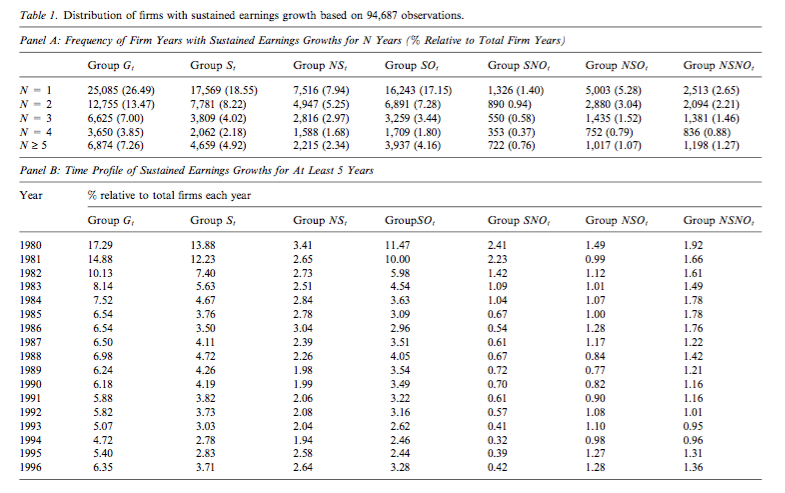 Table 1. Distribution of firms with sustained earnings growth based on 94,687 observations.
Panel A: Frequency of Firm Years with Sustained Earnings Growths for N Years (% Relative to Total Firm Years)
Group Gt Group St Group NSt Group SOt Group SNOt Group NSOt Group NSNOt
N = 1 25,085 (26.49) 17,569 (18.55) 7,516 (7.94) 16,243 (17.15) 1,326 (1.40) 5,003 (5.28) 2,513 (2.65)
N = 2 12,755 (13.47) 7,781 (8.22) 4,947 (5.25) 6,891 (7.28) 890 0.94) 2,880 (3.04) 2,094 (2.21)
N = 3 6,625 (7.00) 3,809 (4.02) 2,816 (2.97) 3,259 (3.44) 550 (0.58) 1,435 (1.52) 1,381 (1.46)
N = 4 3,650 (3.85) 2,062 (2.18) 1,588 (1.68) 1,709 (1.80) 353 (0.37) 752 (0.79) 836 (0.88)
N ≥ 5 6,874 (7.26) 4,659 (4.92) 2,215 (2.34) 3,937 (4.16) 722 (0.76) 1,017 (1.07) 1,198 (1.27)
Panel B: Time Profile of Sustained Earnings Growths for At Least 5 Years
Year % relative to total firms each year
Group Gt Group St Group NSt GroupSOt Group SNOt Group NSOt Group NSNOt
1980 17.29 13.88 3.41 11.47 2.41 1.49 1.92
1981 14.88 12.23 2.65 10.00 2.23 0.99 1.66
1982 10.13 7.40 2.73 5.98 1.42 1.12 1.61
1983 8.14 5.63 2.51 4.54 1.09 1.01 1.49
1984 7.52 4.67 2.84 3.63 1.04 1.07 1.78
1985 6.54 3.76 2.78 3.09 0.67 1.00 1.78
1986 6.54 3.50 3.04 2.96 0.54 1.28 1.76
1987 6.50 4.11 2.39 3.51 0.61 1.17 1.22
1988 6.98 4.72 2.26 4.05 0.67 0.84 1.42
1989 6.24 4.26 1.98 3.54 0.72 0.77 1.21
1990 6.18 4.19 1.99 3.49 0.70 0.82 1.16
1991 5.88 3.82 2.06 3.22 0.61 0.90 1.16
1992 5.82 3.73 2.08 3.16 0.57 1.08 1.01
1993 5.07 3.03 2.04 2.62 0.41 1.10 0.95
1994 4.72 2.78 1.94 2.46 0.32 0.98 0.96
1995 5.40 2.83 2.58 2.44 0.39 1.27 1.31
1996 6.35 3.71 2.64 3.28 0.42 1.28 1.36